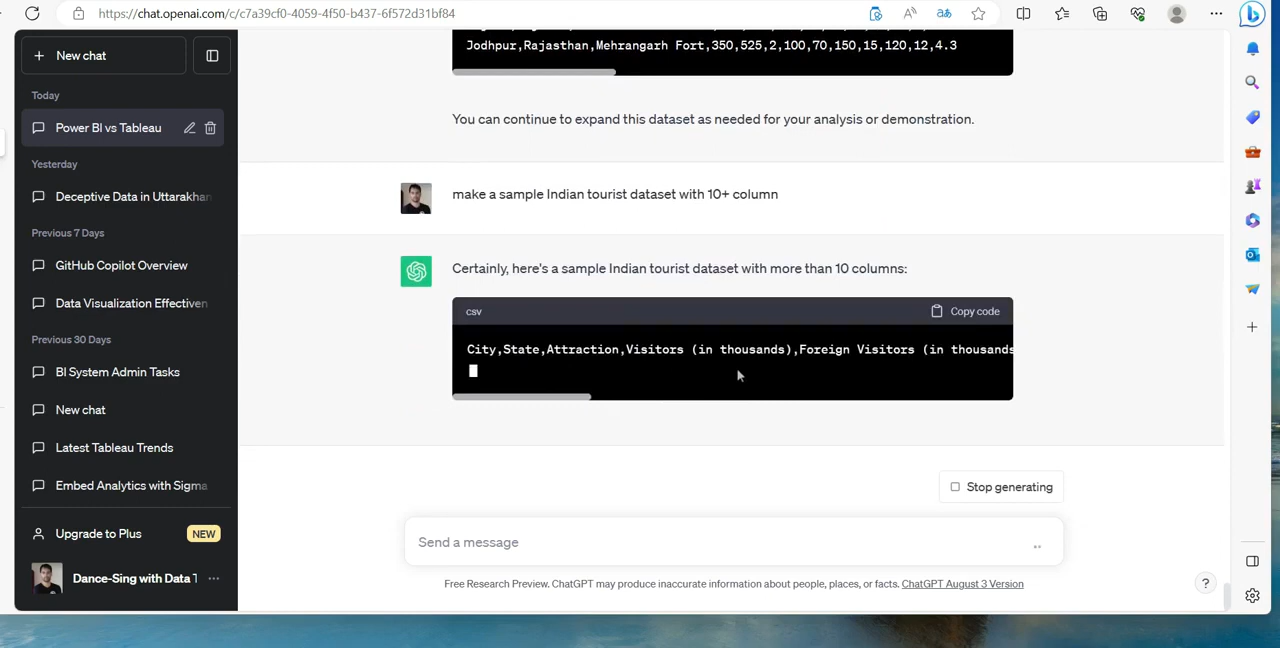 https://chat.openai.com/c/c7a39cf0-4059-4f50-b437-6f572d31bf84
New chat
Today
Power BI vs Tableau
Yesterday
Deceptive Data in Uttarakhan
Previous 7 Days
GitHub Copilot Overview
Data Visualization Effectiven
Previous 30 Days
BI System Admin Tasks
New chat
Latest Tableau Trends
Embed Analytics with Sigma
Upgrade to Plus NEW
Dance-Sing with Data T
Jodhpur,Rajasthan,Mehrangarh Fort,350,525,2,100,70,150,15,120,12,4.3
You can continue to expand this dataset as needed for your analysis or demonstration.
make a sample Indian tourist dataset with 10+ column
Certainly, here's a sample Indian tourist dataset with more than 10 columns:
csv Copy code
City,State,Attraction,Visitors (in thousands),Foreign Visitors (in thousands
Stop generating
Send a message
Free Research Preview. ChatGPT may produce inaccurate information about people, places, or facts. ChatGPT August 3 Version
?